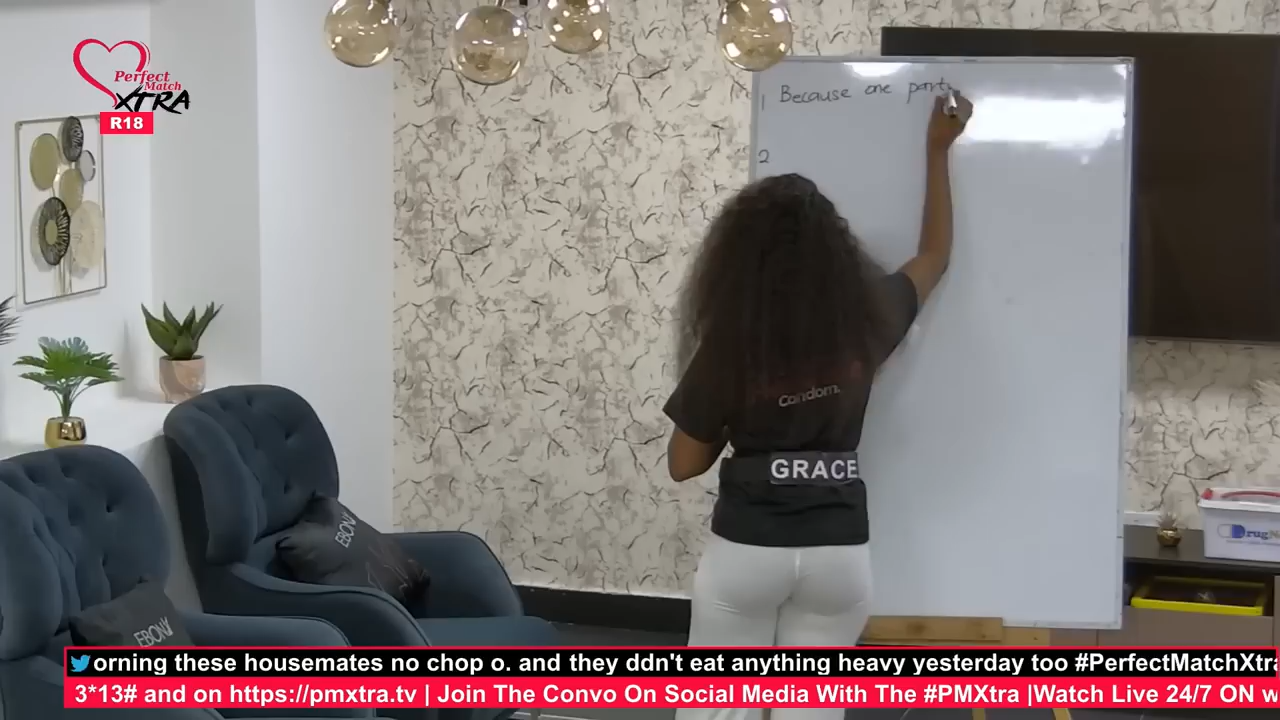 Perfect
Match
XTRA
R18
1 Because one party
2
Condom.
GRACE
EBONY
EBONY
orning these housemates no chop o. and they ddn't eat anything heavy yesterday too #PerfectMatchXtra
3*13# and on https://pmxtra.tv | Join The Convo On Social Media With The #PMXtra |Watch Live 24/7 ON w